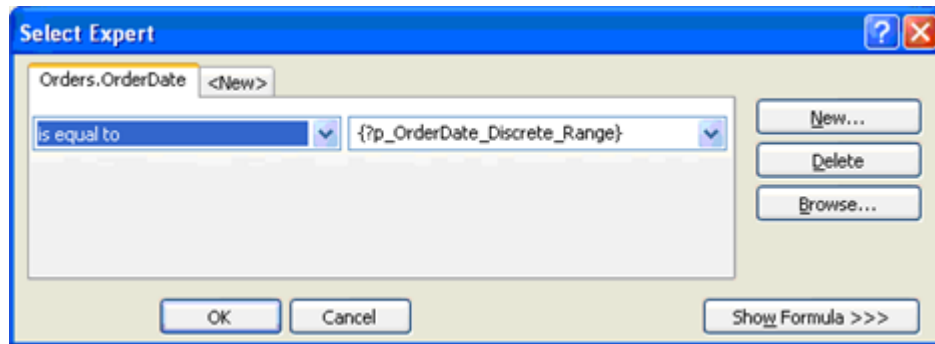 Select Expert
Orders.OrderDate <New>
is equal to {?p_OrderDate_Discrete_Range} New...
Delete
Browse...
OK Cancel Show Formula >>>